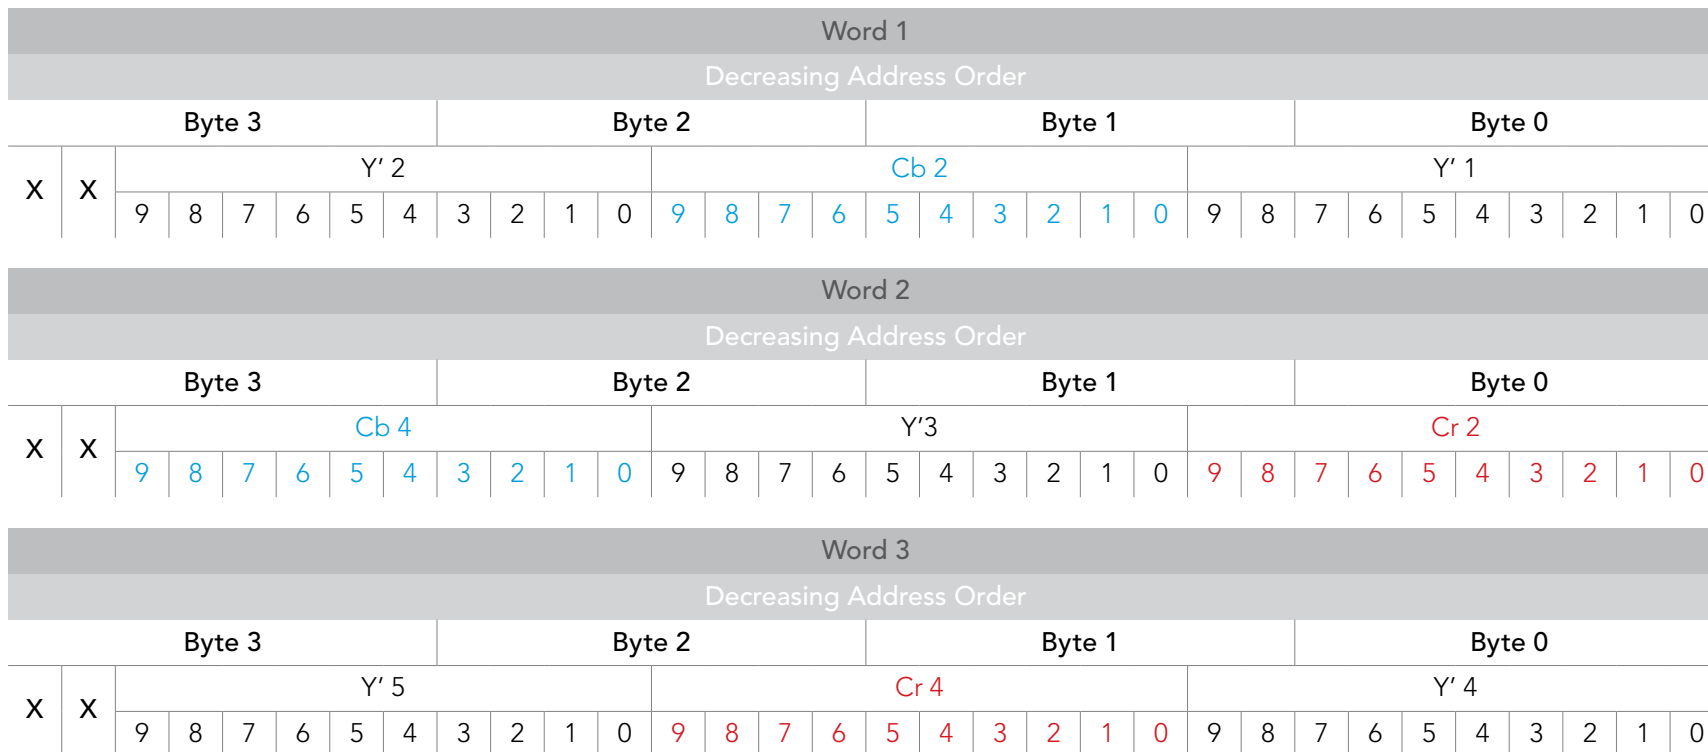 Word 1
Decreasing Address Order
Byte 3 Byte 2 Byte 1 Byte 0
X X Y’ 2 Cb 2 Y’ 1
9 8 7 6 5 4 3 2 1 0 9 8 7 6 5 4 3 2 1 0 9 8 7 6 5 4 3 2 1 0
Word 2
Decreasing Address Order
Byte 3 Byte 2 Byte 1 Byte 0
X X Cb 4 Y’3 Cr 2
9 8 7 6 5 4 3 2 1 0 9 8 7 6 5 4 3 2 1 0 9 8 7 6 5 4 3 2 1 0
Word 3
Decreasing Address Order
Byte 3 Byte 2 Byte 1 Byte 0
X X Y’ 5 Cr 4 Y’ 4
9 8 7 6 5 4 3 2 1 0 9 8 7 6 5 4 3 2 1 0 9 8 7 6 5 4 3 2 1 0